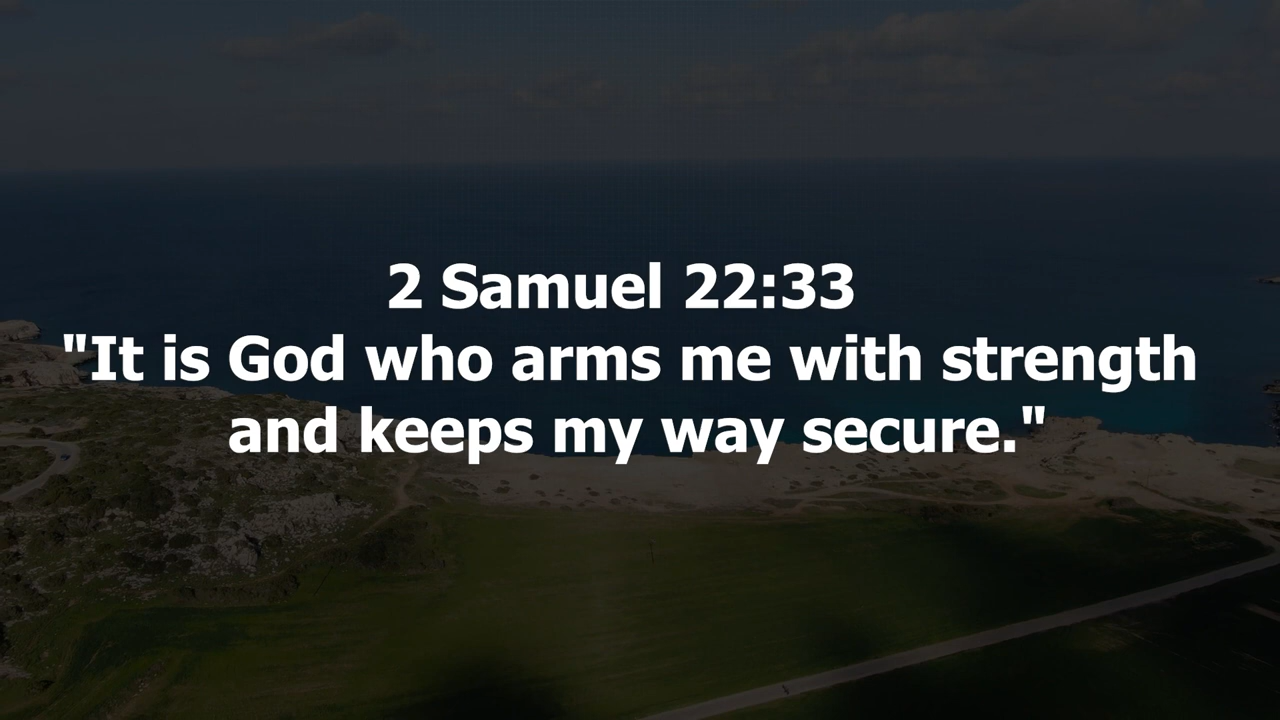 2 Samuel 22:33
"It is God who arms me with strength
and keeps my way secure."